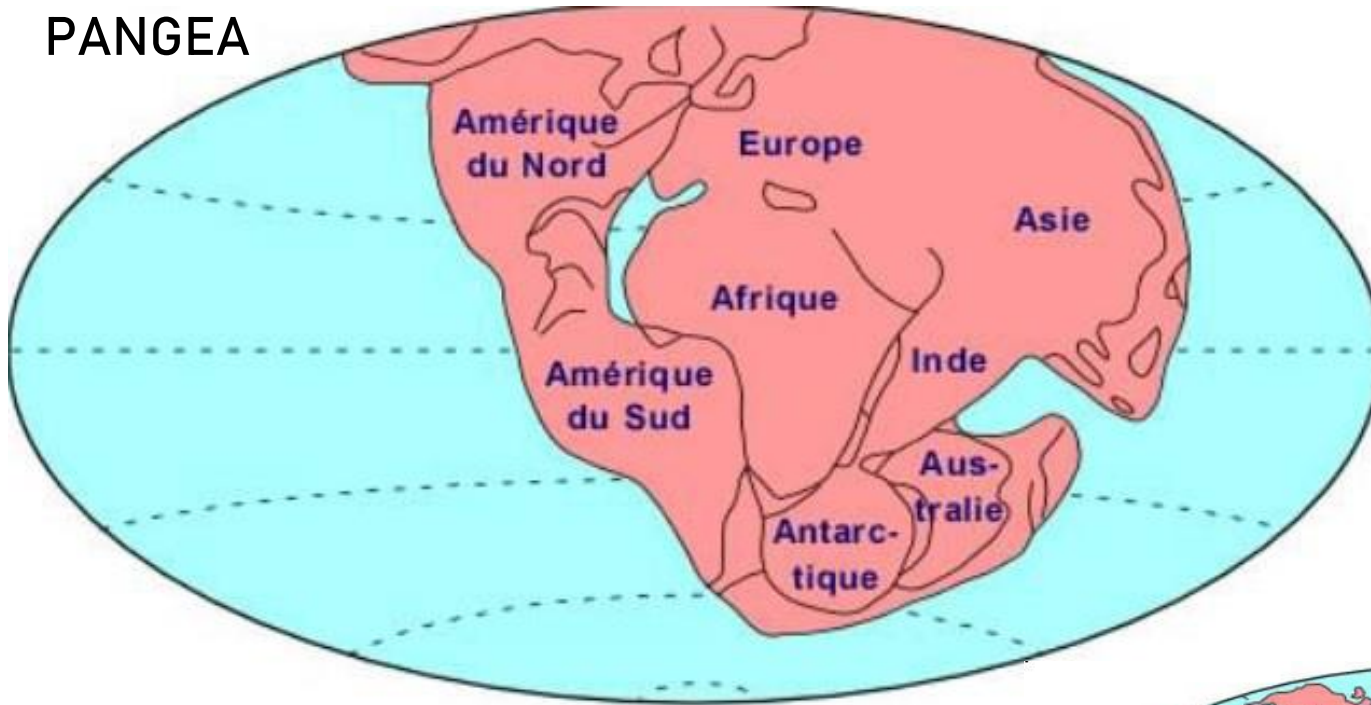 PANGEA
Amérique
du Nord
Europe
Asie
Afrique
Inde
Amérique
du Sud
Aus-
tralie
Antarc-
tique